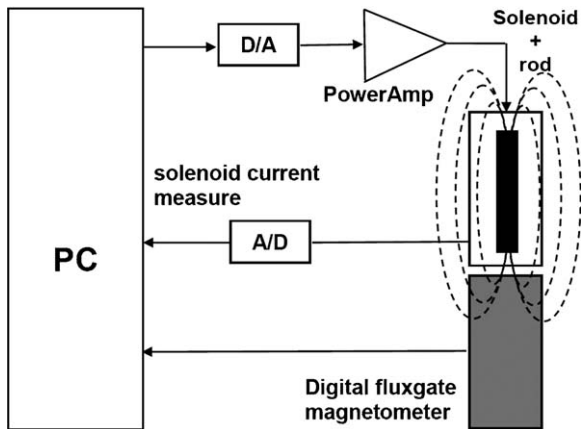 D/A
PowerAmp
Solenoid
+
rod
solenoid current
measure
A/D
PC
Digital fluxgate
magnetometer